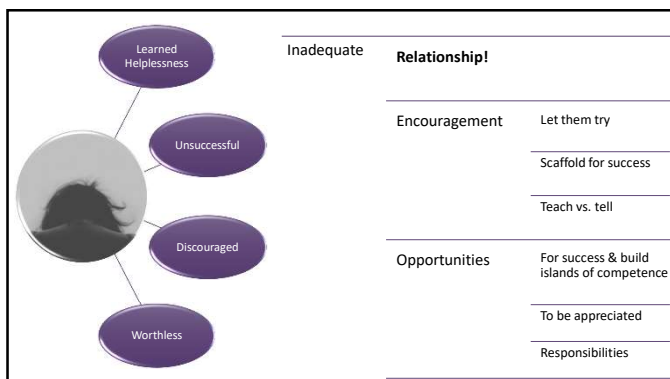 Learned
Helplessness
Unsuccessful
Discouraged
Worthless
Inadequate
Relationship!
Encouragement
Let them try
Scaffold for success
Teach vs. tell
Opportunities
For success & build
islands of competence
To be appreciated
Responsibilities